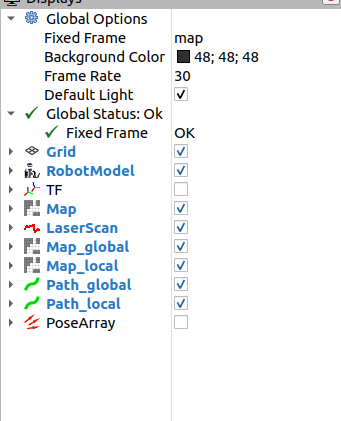 Displays
Global Options
Fixed Frame map
Background Color 48; 48; 48
Frame Rate 30
Default Light
Global Status: Ok
Fixed Frame OK
Grid
RobotModel
TF
Map
LaserScan
Map_global
Map_local
Path_global
Path_local
PoseArray